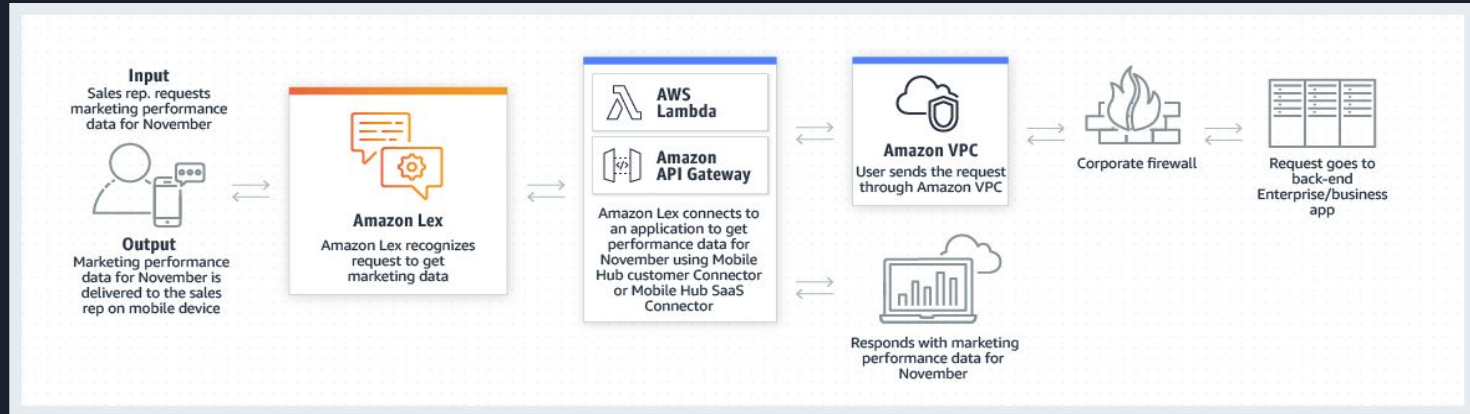 Input
Sales rep. requests
marketing performance
data for November
Output
Marketing performance
data for November is
delivered to the sales
rep on mobile device
Amazon Lex
Amazon Lex recognizes
request to get
marketing data
AWS
Lambda
Amazon
API Gateway
Amazon Lex connects to
an application to get
performance data for
November using Mobile
Hub customer Connector
or Mobile Hub SaaS
Connector
Amazon VPC
User sends the request
through Amazon VPC
Corporate firewall
Request goes to
back-end
Enterprise/business
app
Responds with marketing
performance data for
November